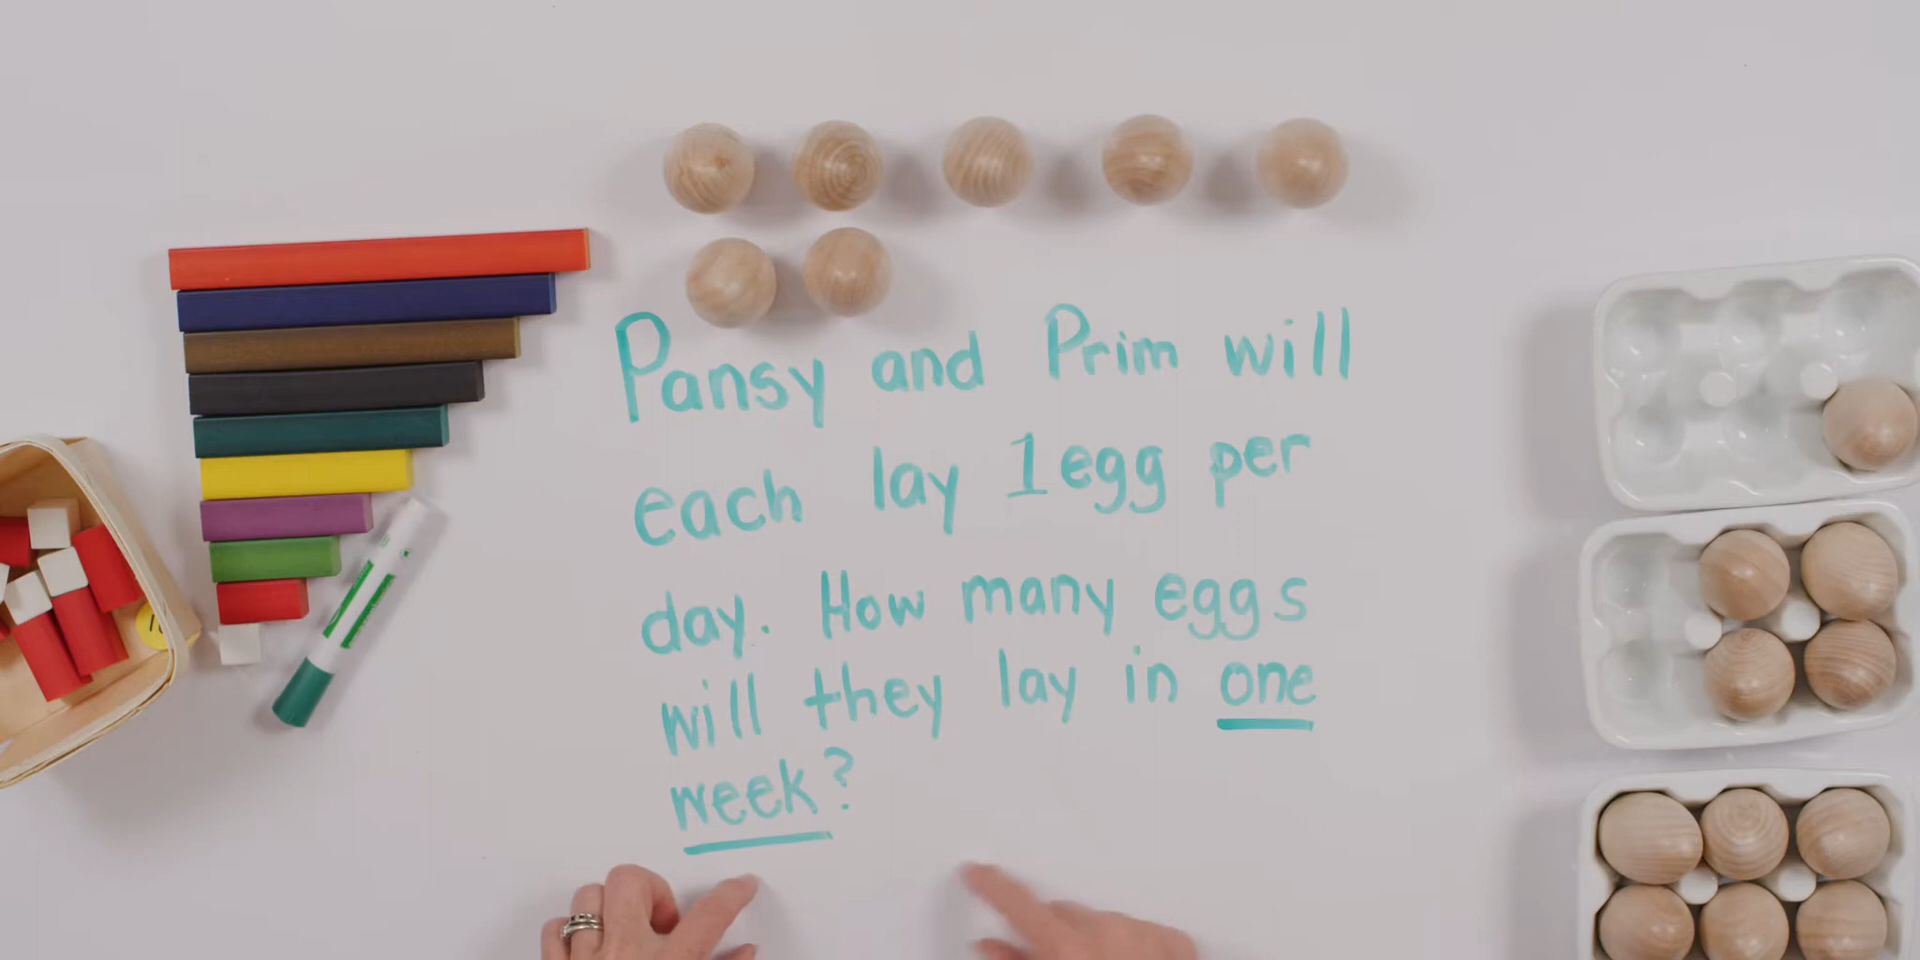 Pansy and Prim will
each lay 1 egg per
day. How many eggs
will they lay in one
week?